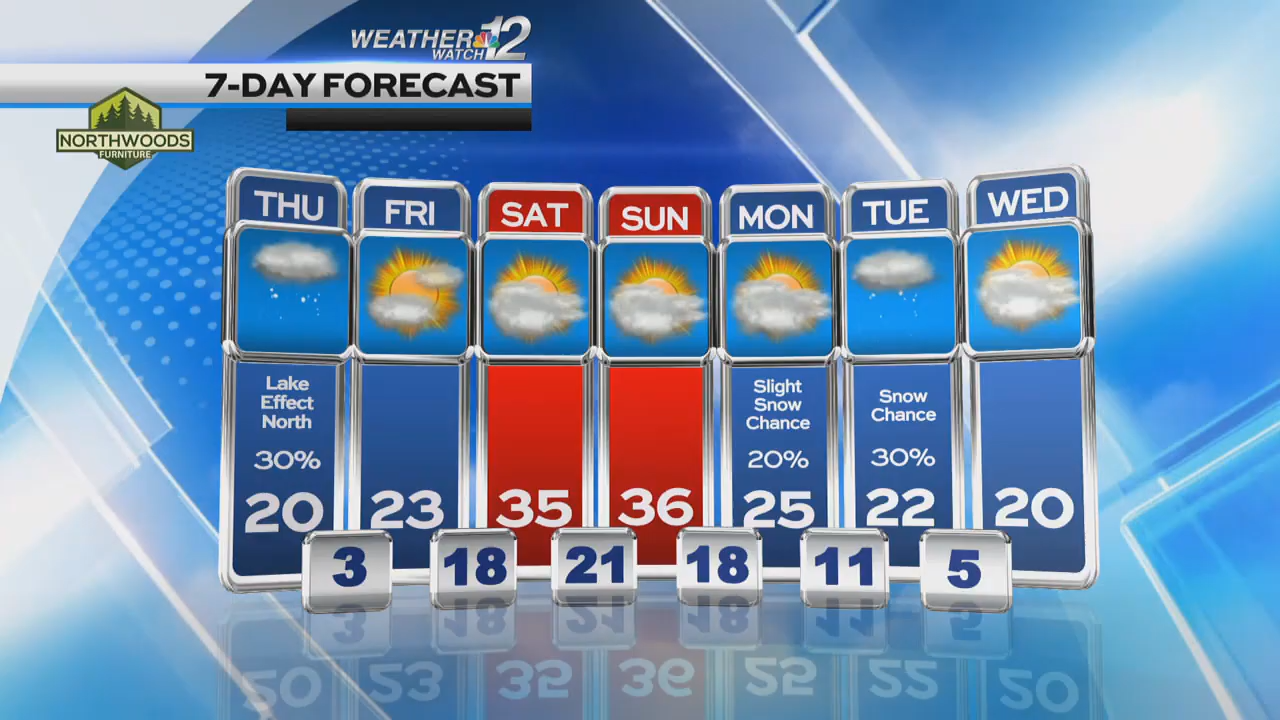 WEATHER
WATCH 12
7-DAY FORECAST
NORTHWOODS
FURNITURE
THU FRI SAT SUN MON TUE WED
Lake
Effect
North
30%
Slight
Snow
Chance
20%
Snow
Chance
30%
20 23 35 36 25 22 20
3 18 21 18 11 5